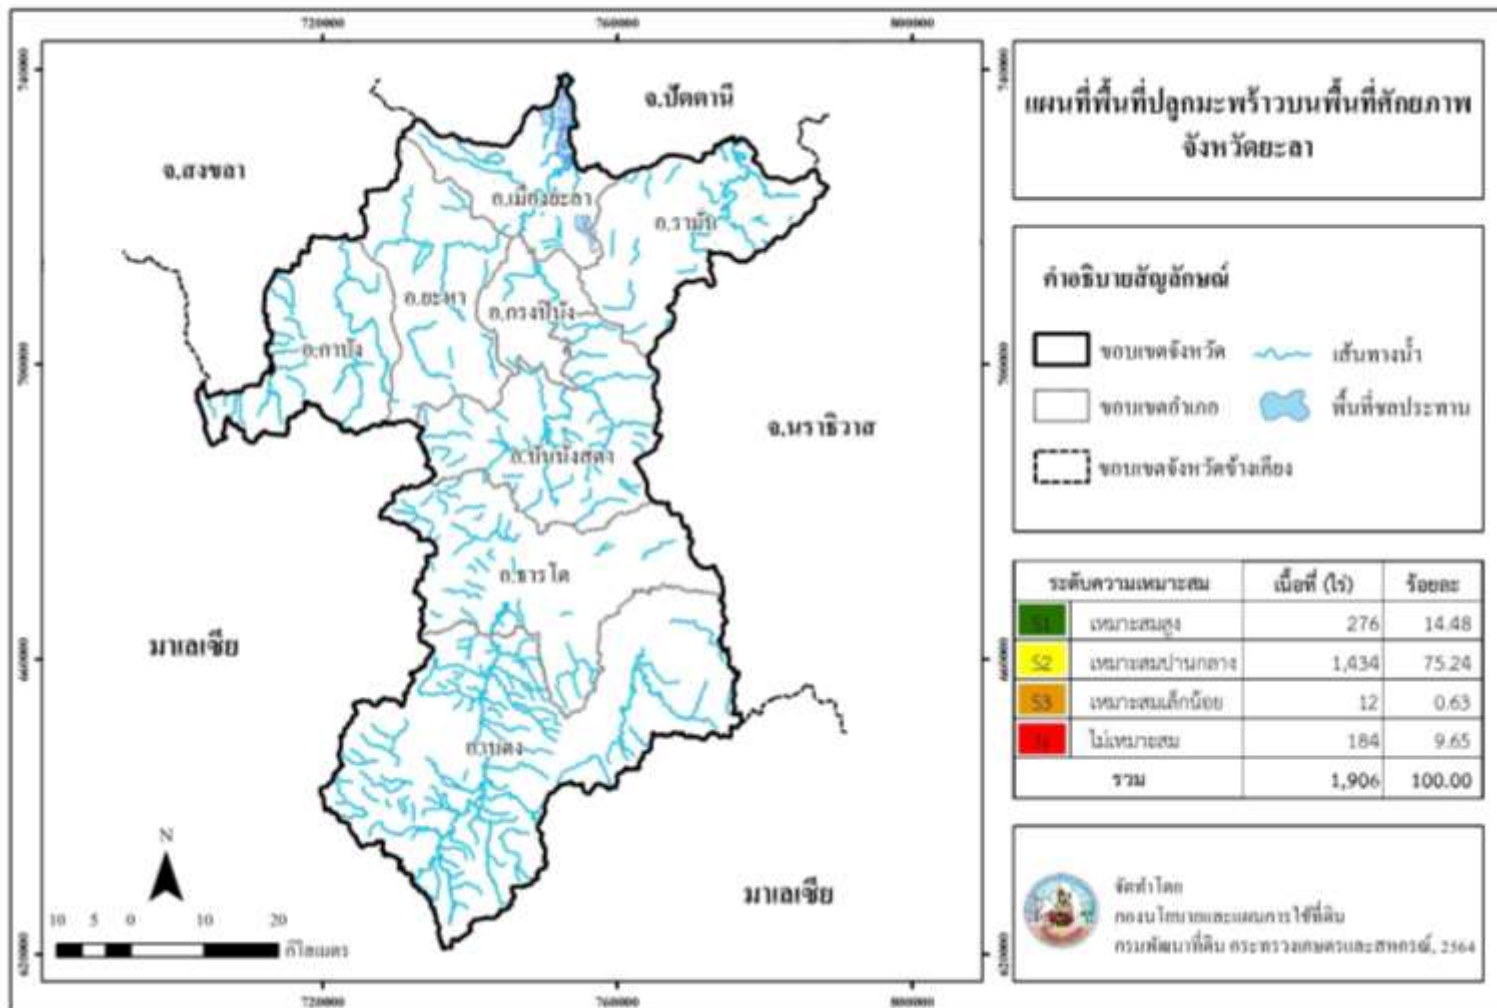 720000 760000 800000
740000 740000
700000 700000
660000 660000
620000 620000
720000 760000 800000
จ.ปัตตานี
จ.สงขลา
อ.เมืองยะลา
อ.รามัน
อ.ยะหา
อ.กรงปินัง
อ.กาบัง
จ.นราธิวาส
อ.บันนังสตา
อ.ธารโต
มาเลเซีย
อ.เบตง
มาเลเซีย
N
10 5 0 10 20
กิโลเมตร
แผนที่พื้นที่ปลูกมะพร้าวบนพื้นที่ศักยภาพ
จังหวัดยะลา
คำอธิบายสัญลักษณ์
ขอบเขตจังหวัด เส้นทางน้ำ
ขอบเขตอำเภอ พื้นที่ชลประทาน
ขอบเขตจังหวัดข้างเคียง
ระดับความเหมาะสม เนื้อที่ (ไร่) ร้อยละ
S1 เหมาะสมสูง 276 14.48
S2 เหมาะสมปานกลาง 1,434 75.24
S3 เหมาะสมเล็กน้อย 12 0.63
N ไม่เหมาะสม 184 9.65
รวม 1,906 100.00
จัดทำโดย
กองนโยบายและแผนการใช้ที่ดิน
กรมพัฒนาที่ดิน กระทรวงเกษตรและสหกรณ์, 2564